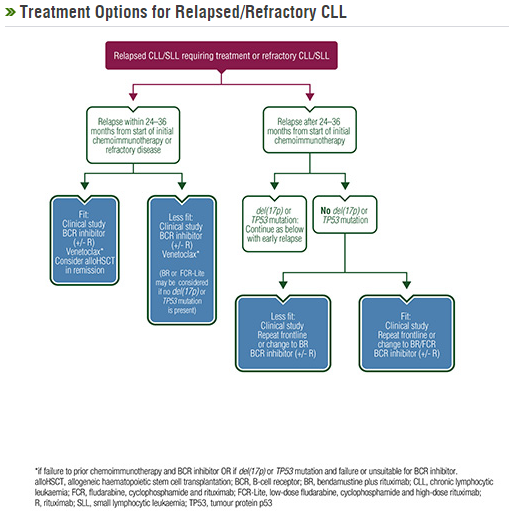 » Treatment Options for Relapsed/Refractory CLL
Relapsed CLL/SLL requiring treatment or refractory CLL/SLL
Relapse within 24–36
months from start of initial
chemoimmunotherapy or
refractory disease
Relapse after 24–36
months from start of initial
chemoimmunotherapy
Fit:
Clinical study
BCR inhibitor
(+/- R)
Venetoclax*
Consider alloHSCT
in remission
Less fit:
Clinical study
BCR inhibitor
(+/- R)
Venetoclax*
(BR or FCR-Lite
may be considered
if no del(17p) or
TP53 mutation
is present)
del(17p) or
TP53 mutation:
Continue as below
with early relapse
No del(17p) or
TP53 mutation
Less fit:
Clinical study
Repeat frontline
or change to BR
BCR inhibitor (+/- R)
Fit:
Clinical study
Repeat frontline
or change to BR/FCR
BCR inhibitor (+/- R)
*if failure to prior chemoimmunotherapy and BCR inhibitor OR if del(17p) or TP53 mutation and failure or unsuitable for BCR inhibitor.
alloHSCT, allogeneic haematopoietic stem cell transplantation; BCR, B-cell receptor; BR, bendamustine plus rituximab; CLL, chronic lymphocytic
leukaemia; FCR, fludarabine, cyclophosphamide and rituximab; FCR-Lite, low-dose fludarabine, cyclophosphamide and high-dose rituximab;
R, rituximab; SLL, small lymphocytic leukaemia; TP53, tumour protein p53